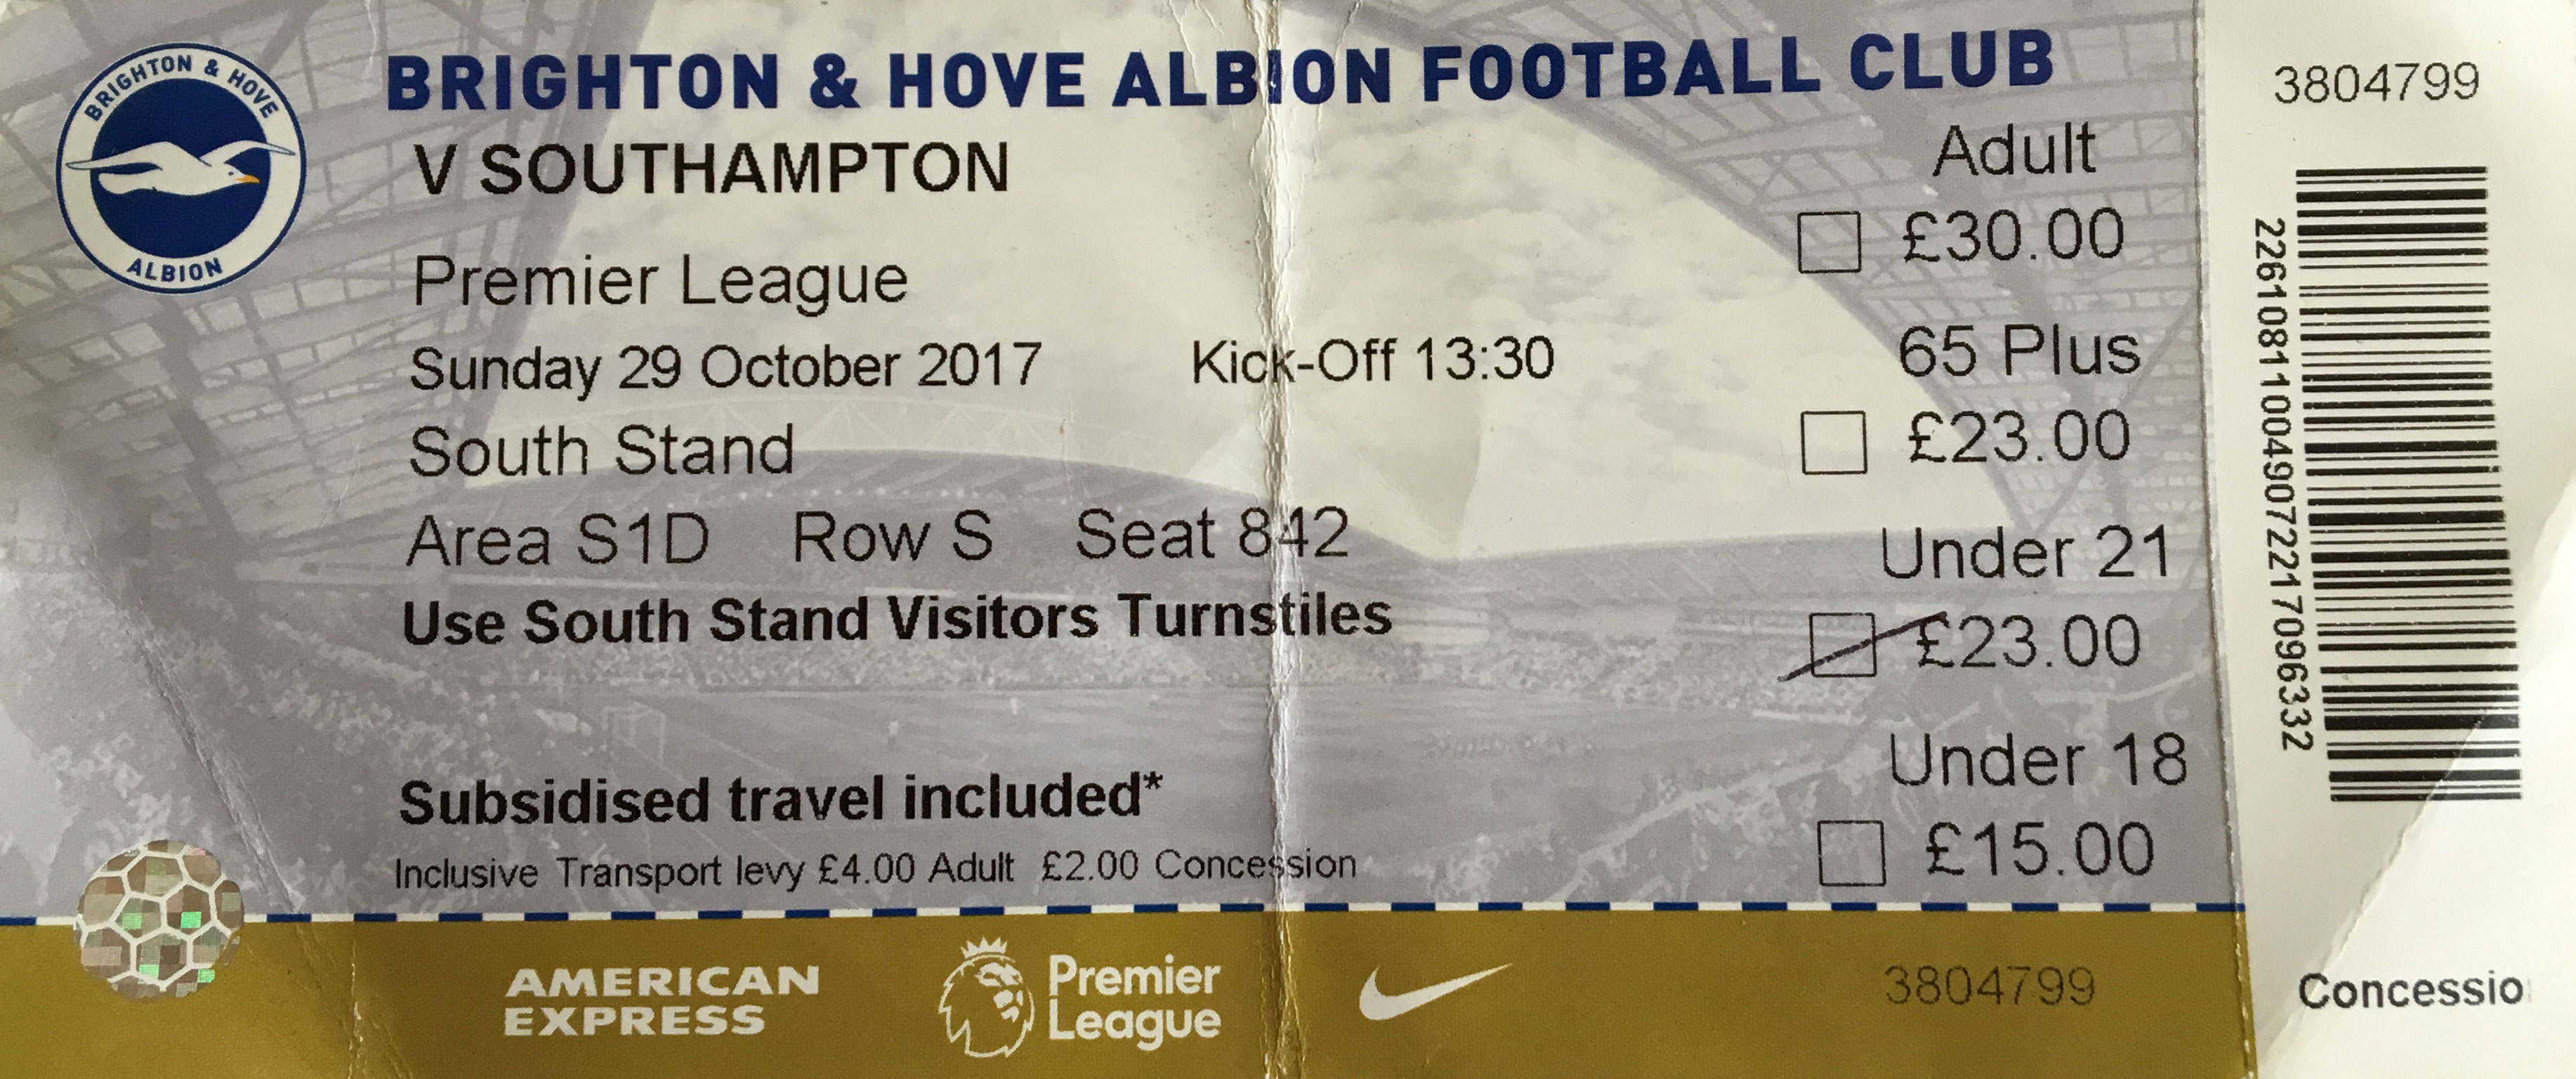 BRIGHTON & HOVE
ALBION
BRIGHTON & HOVE ALBION FOOTBALL CLUB
V SOUTHAMPTON
Premier League
Sunday 29 October 2017 Kick-Off 13:30
South Stand
Area S1D Row S Seat 842
Use South Stand Visitors Turnstiles
Subsidised travel included*
Inclusive Transport levy £4.00 Adult £2.00 Concession
Adult
£30.00
65 Plus
£23.00
Under 21
£23.00
Under 18
£15.00
AMERICAN
EXPRESS
Premier
League
3804799
3804799
2261081100490722170966332
Concessio